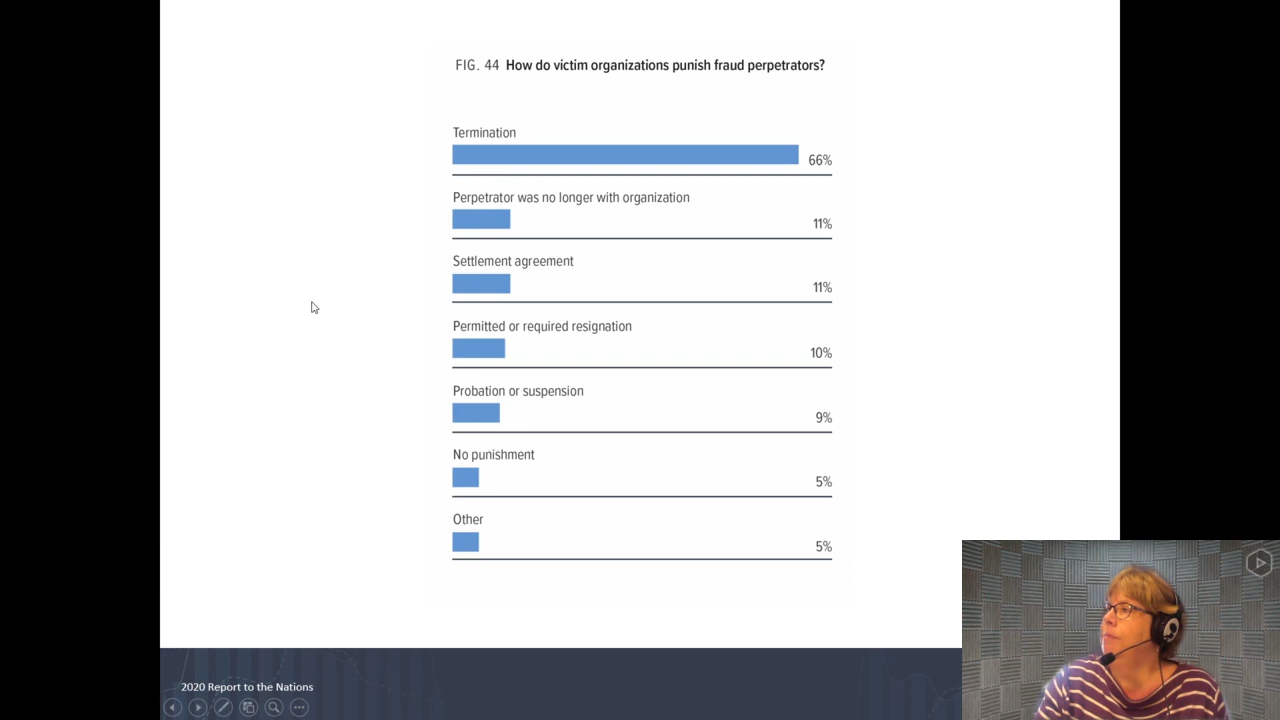 FIG. 44 How do victim organizations punish fraud perpetrators?
Termination
66%
Perpetrator was no longer with organization
11%
Settlement agreement
11%
Permitted or required resignation
10%
Probation or suspension
9%
No punishment
5%
Other
5%
2020 Report to the Nations